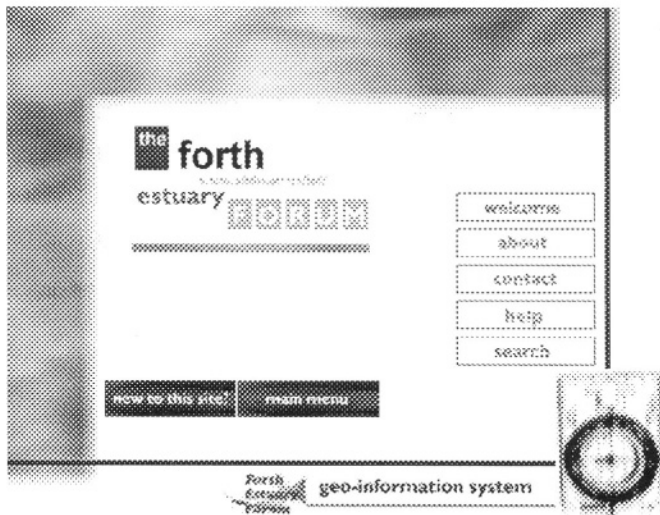 the
forth
estuary
FORUM
welcome
about
contact
help
search
new to this site?
main menu
Forth
Estuary
Forum
geo-information system